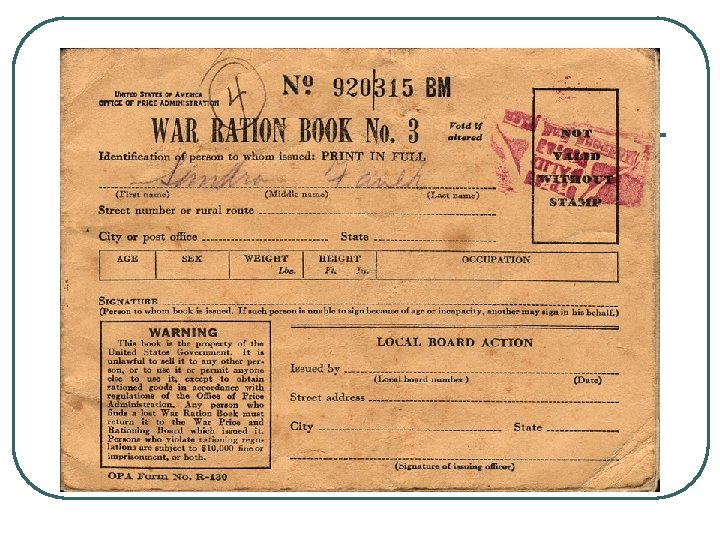 4
Nº 920315 BM
UNITED STATES OF AMERICA
OFFICE OF PRICE ADMINISTRATION
WAR RATION BOOK No. 3
Void if
altered
NOT
VALID
WITHOUT
STAMP
Identification of person to whom issued: PRINT IN FULL
Sandra
(First name) (Middle name) (Last name)
Street number or rural route
City or post office State
AGE SEX WEIGHT HEIGHT OCCUPATION
Lbs. Ft. In.
SIGNATURE
(Person to whom book is issued. If such person is unable to sign because of age or incapacity, another may sign in his behalf.)
WARNING
This book is the property of the
United States Government. It is
unlawful to sell it to any other per-
son, or to use it or permit anyone
else to use it, except to obtain
rationed goods in accordance with
regulations of the Office of Price
Administration. Any person who
finds a lost War Ration Book must
return it to the War Price and
Rationing Board which issued it.
Persons who violate rationing regu-
lations are subject to $10,000 fine or
imprisonment, or both.
LOCAL BOARD ACTION
Issued by
(Local board number) (Date)
Street address
City State
(Signature of issuing officer)
OPA Form No. R-130